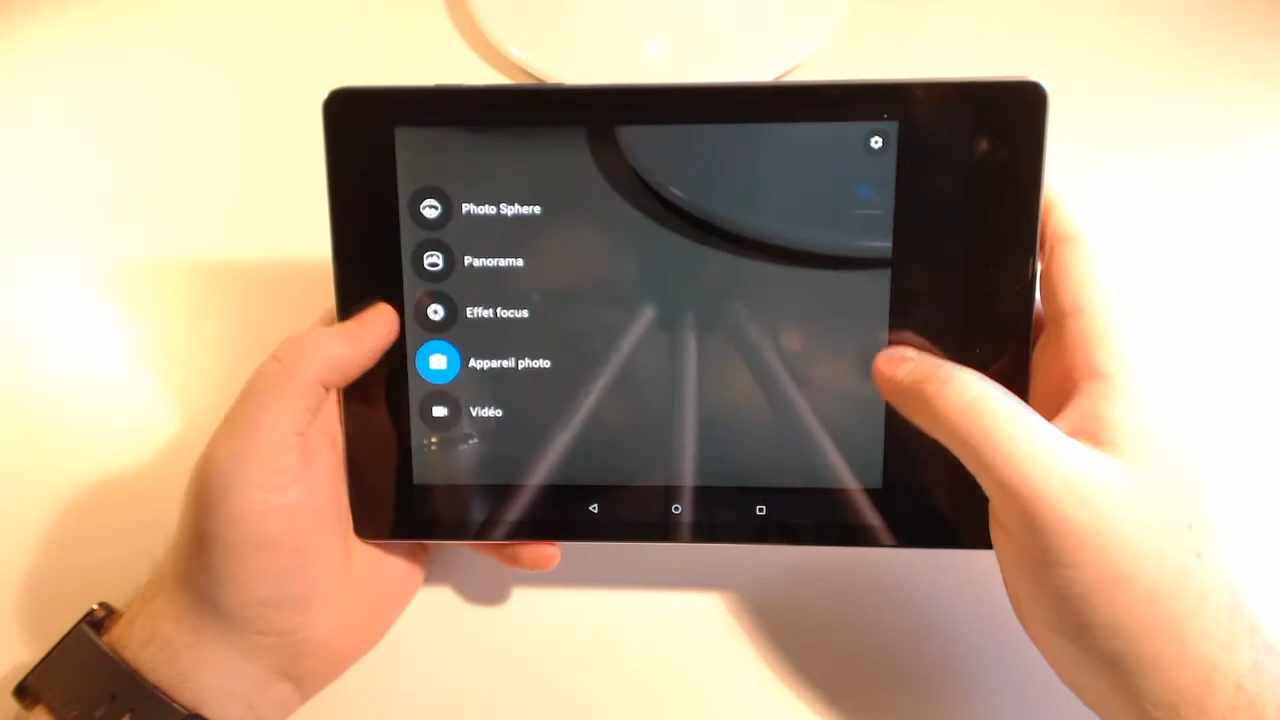 Photo Sphere
Panorama
Effet focus
Appareil photo
Vidéo